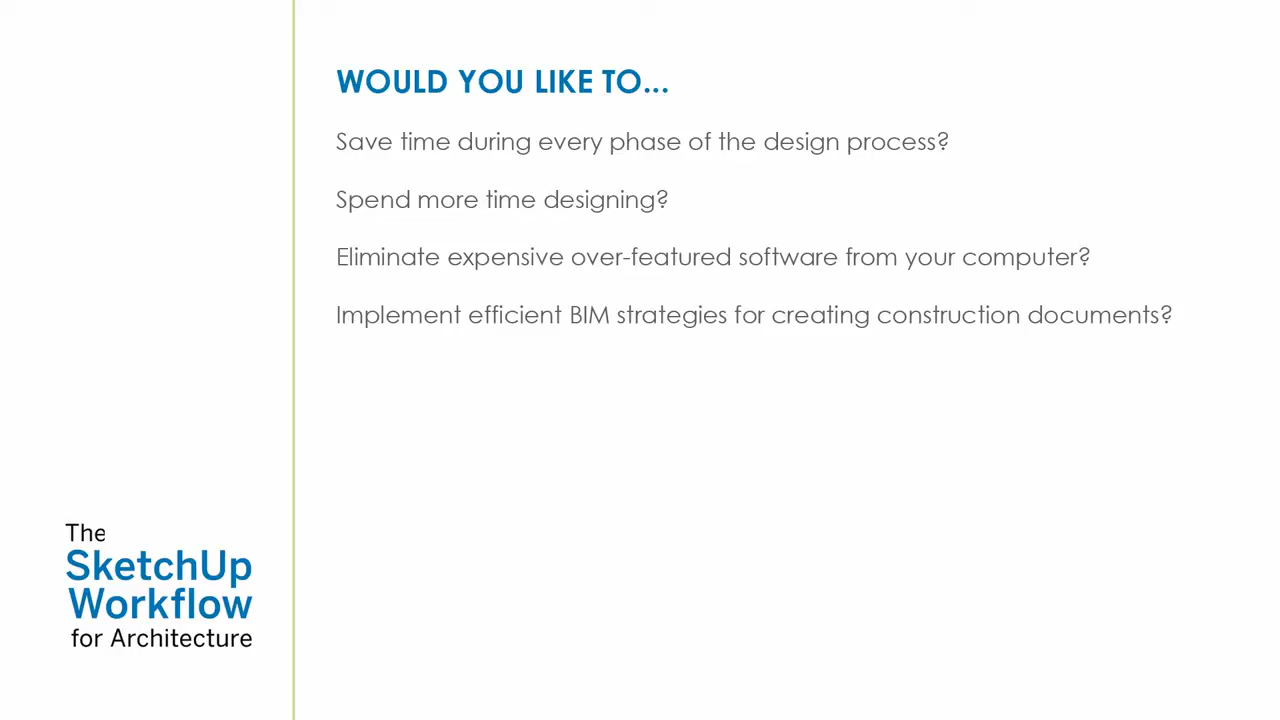 WOULD YOU LIKE TO...
Save time during every phase of the design process?
Spend more time designing?
Eliminate expensive over-featured software from your computer?
Implement efficient BIM strategies for creating construction documents?
The
SketchUp
Workflow
for Architecture